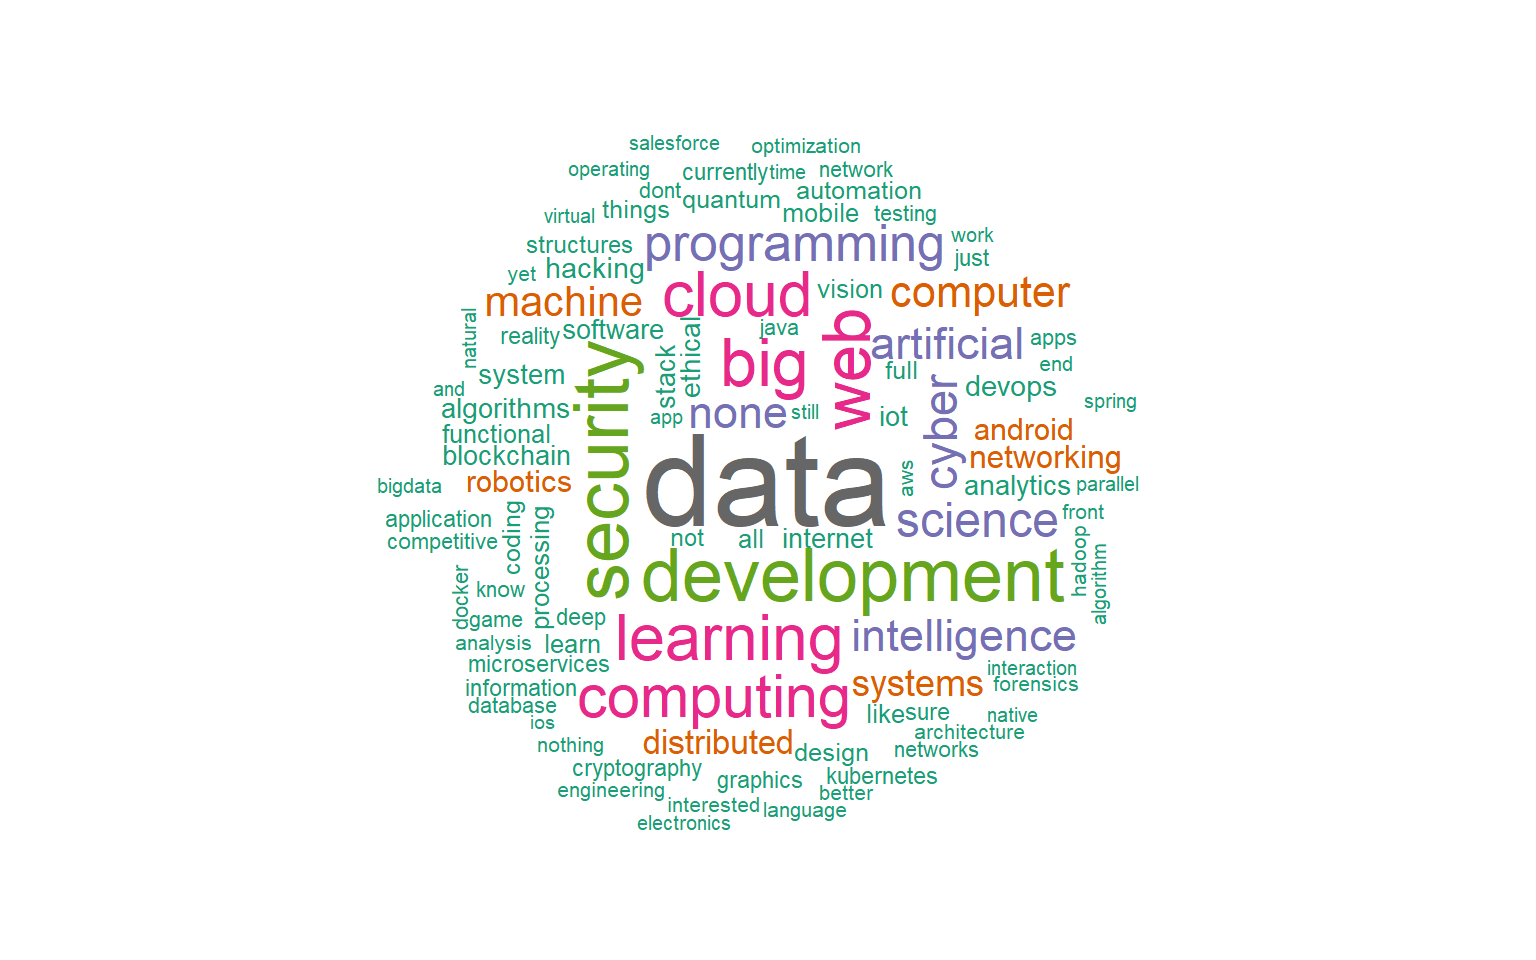 salesforce
optimization
operating
currently
time
network
dont
quantum
automation
virtual
things
mobile
testing
structures
programming
work
yet
hacking
just
machine
cloud
vision
computer
natural
reality
software
ethical
java
web
artificial
apps
system
security
stack
big
full
end
and
cyber
devops
algorithms
app
none
still
iot
spring
functional
android
blockchain
data
networking
bigdata
robotics
aws
analytics
parallel
application
coding
science
front
competitive
processing
not
all
internet
hadoop
docker
know
development
algorithm
game
deep
analysis
learn
learning
intelligence
microservices
interaction
information
computing
systems
forensics
database
like
sure
native
ios
architecture
nothing
distributed
design
networks
cryptography
graphics
kubernetes
engineering
better
interested
language
electronics